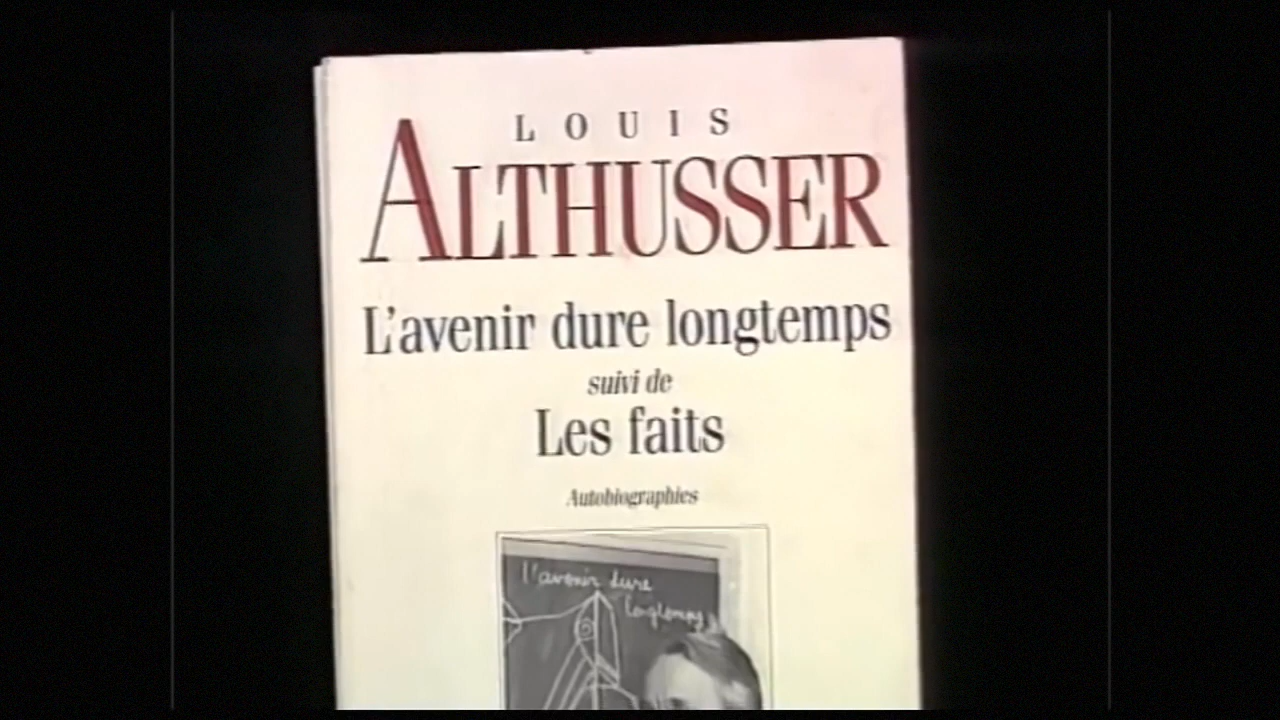 LOUIS
ALTHUSSER
L'avenir dure longtemps
suivi de
Les faits
Autobiographies
l'avenir dure
longtemps